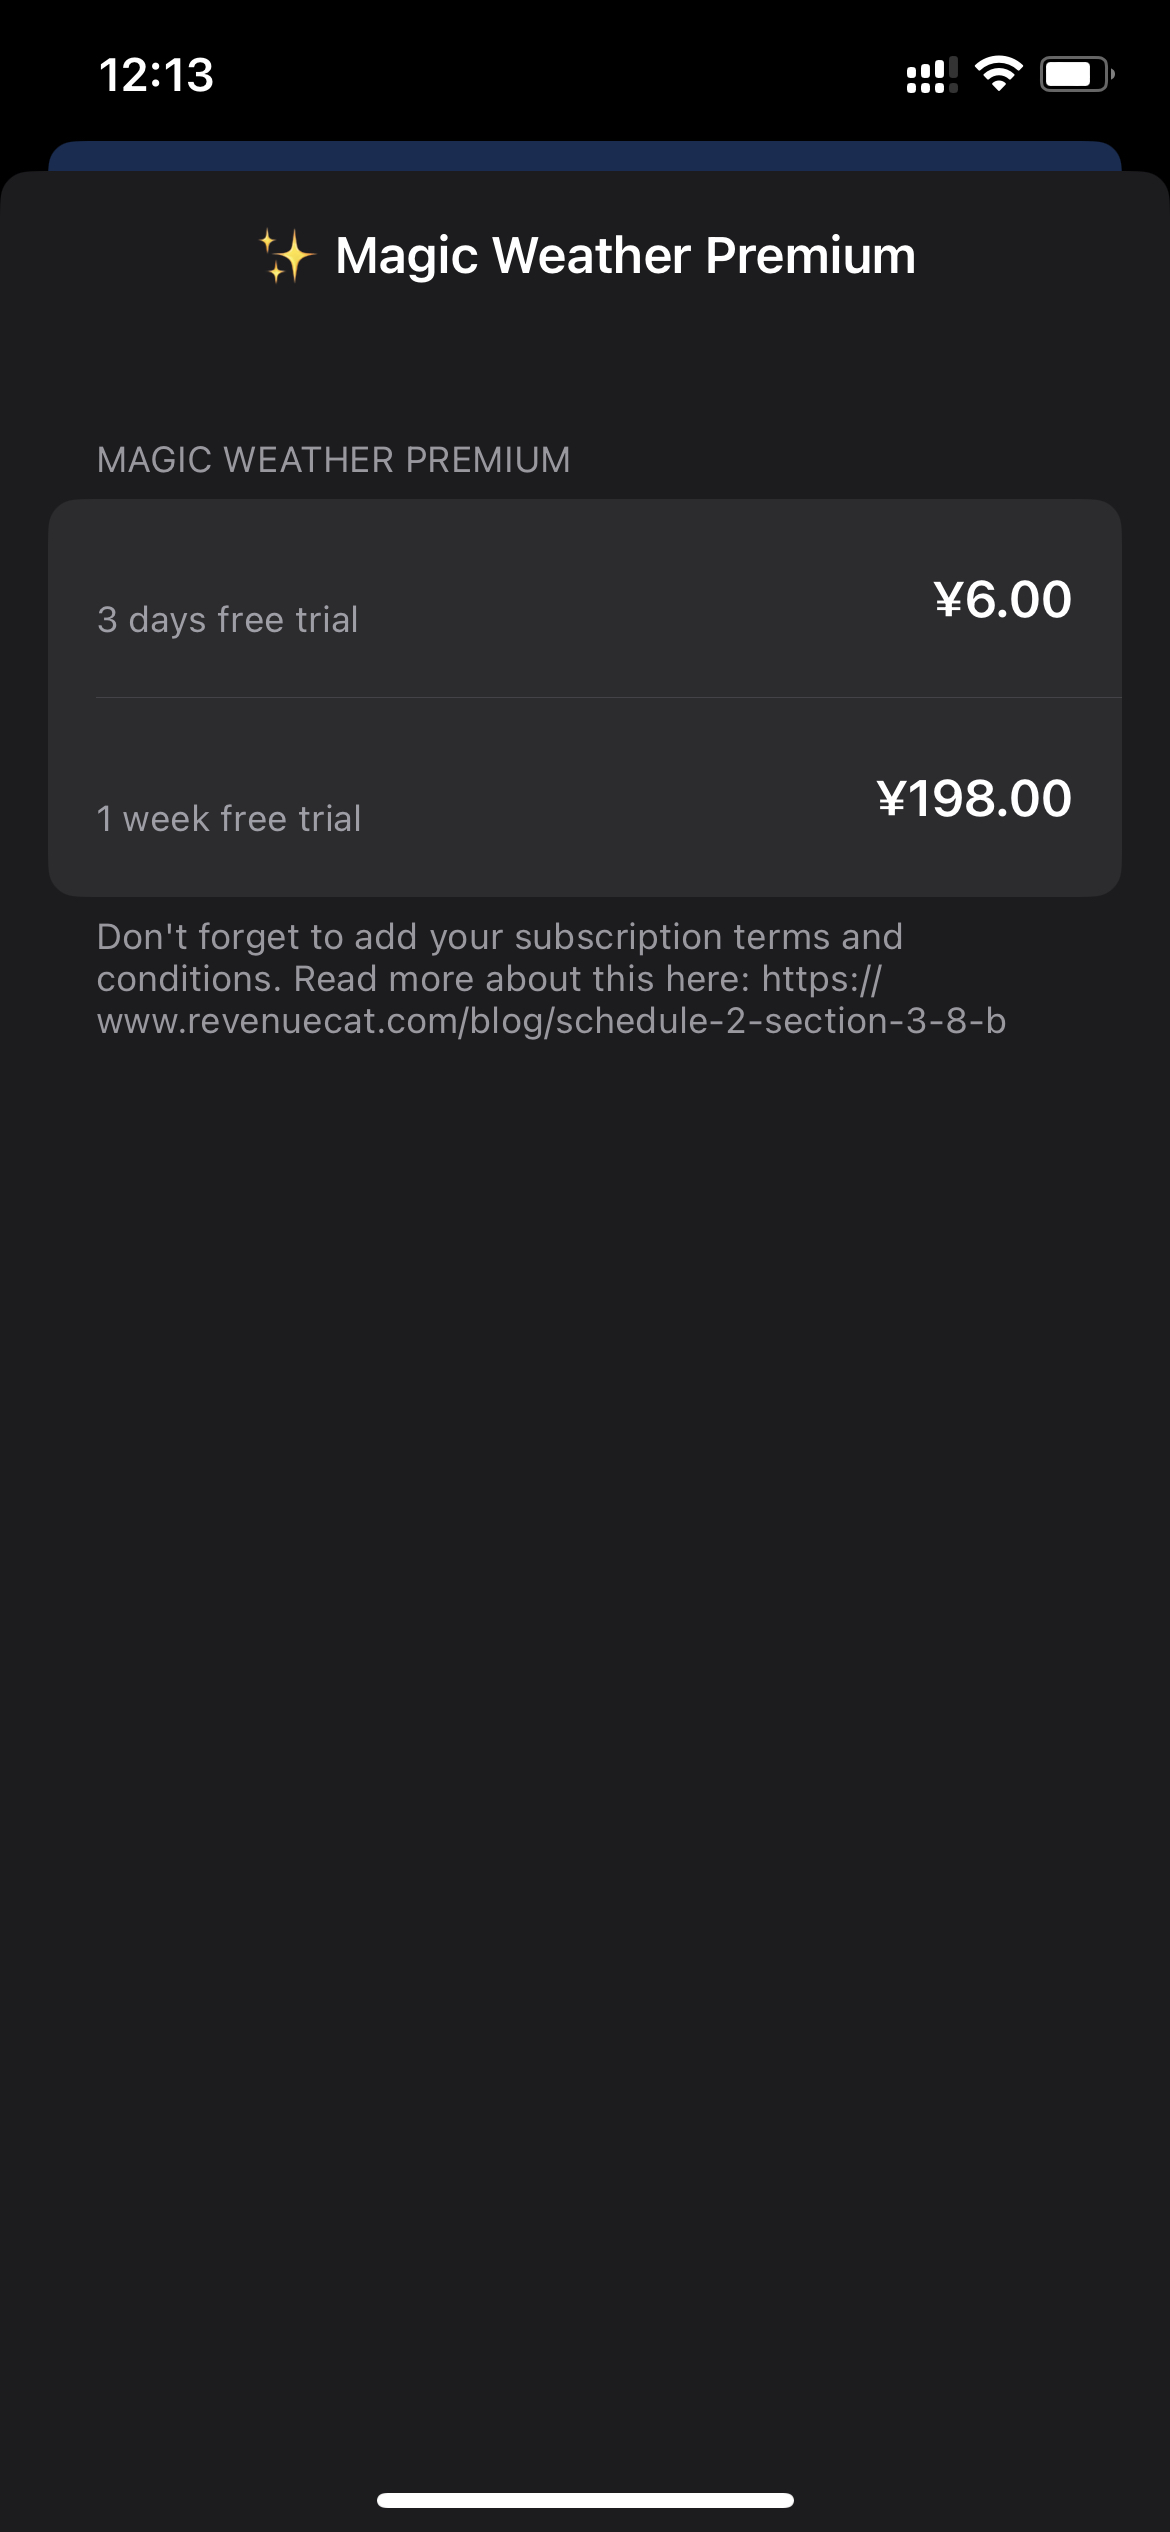 12:13
✨ Magic Weather Premium
MAGIC WEATHER PREMIUM
¥6.00
3 days free trial
¥198.00
1 week free trial
Don't forget to add your subscription terms and
conditions. Read more about this here: https://
www.revenuecat.com/blog/schedule-2-section-3-8-b